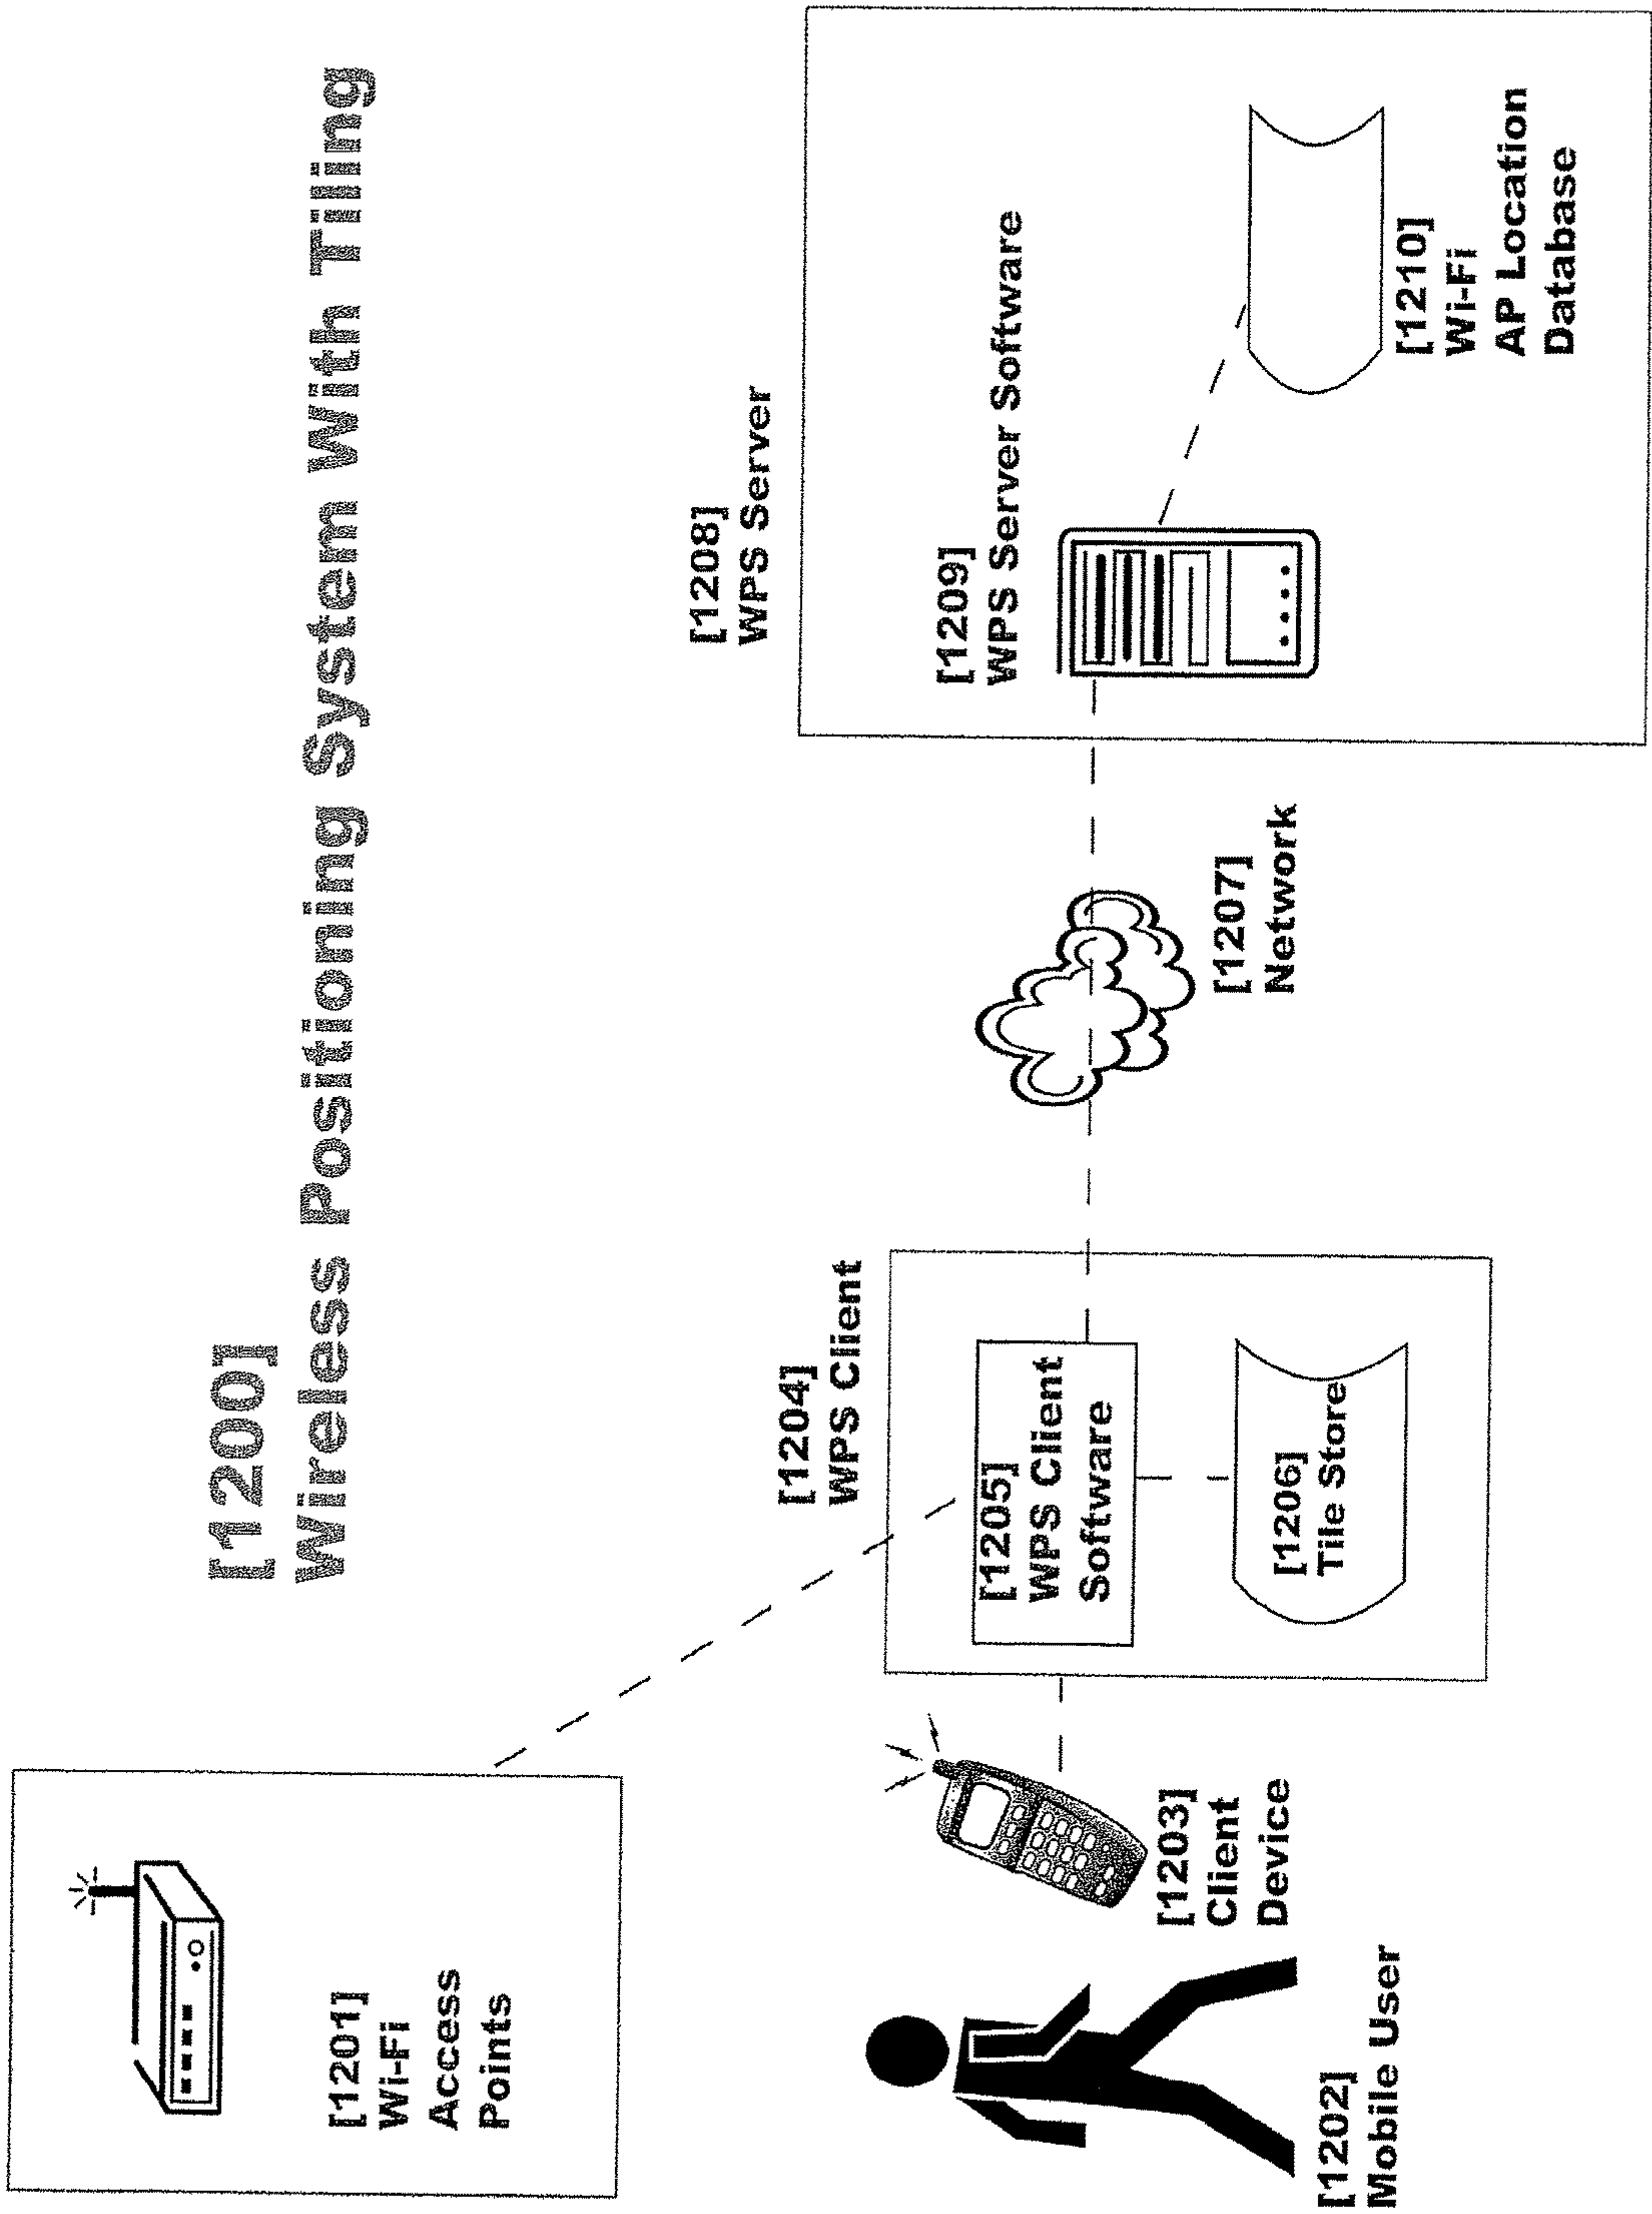 [1200]
Wireless Positioning System With Tiling
[1201]
Wi-Fi
Access
Points
[1202]
Mobile User
[1203]
Client
Device
[1204]
WPS Client
[1205]
WPS Client
Software
[1206]
Tile Store
[1207]
Network
[1208]
WPS Server
[1209]
WPS Server Software
[1210]
Wi-Fi
AP Location
Database